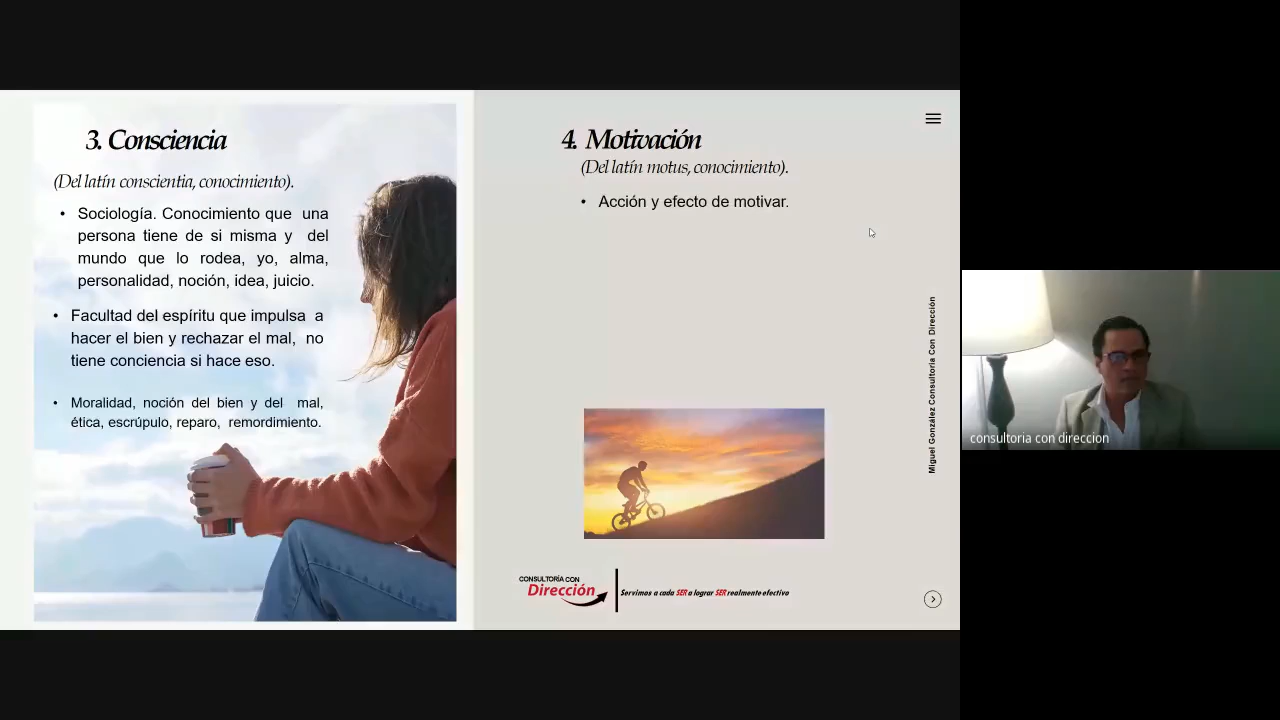 3. Consciencia
(Del latín conscientia, conocimiento).
• Sociología. Conocimiento que una
persona tiene de si misma y del
mundo que lo rodea, yo, alma,
personalidad, noción, idea, juicio.
• Facultad del espíritu que impulsa a
hacer el bien y rechazar el mal, no
tiene conciencia si hace eso.
• Moralidad, noción del bien y del mal,
ética, escrúpulo, reparo, remordimiento.
4. Motivación
(Del latín motus, conocimiento).
• Acción y efecto de motivar.
Miguel González Consultoría Con Dirección
CONSULTORÍA CON
Dirección
Servimos a cada SER a lograr SER realmente efectivo
consultoria con direccion